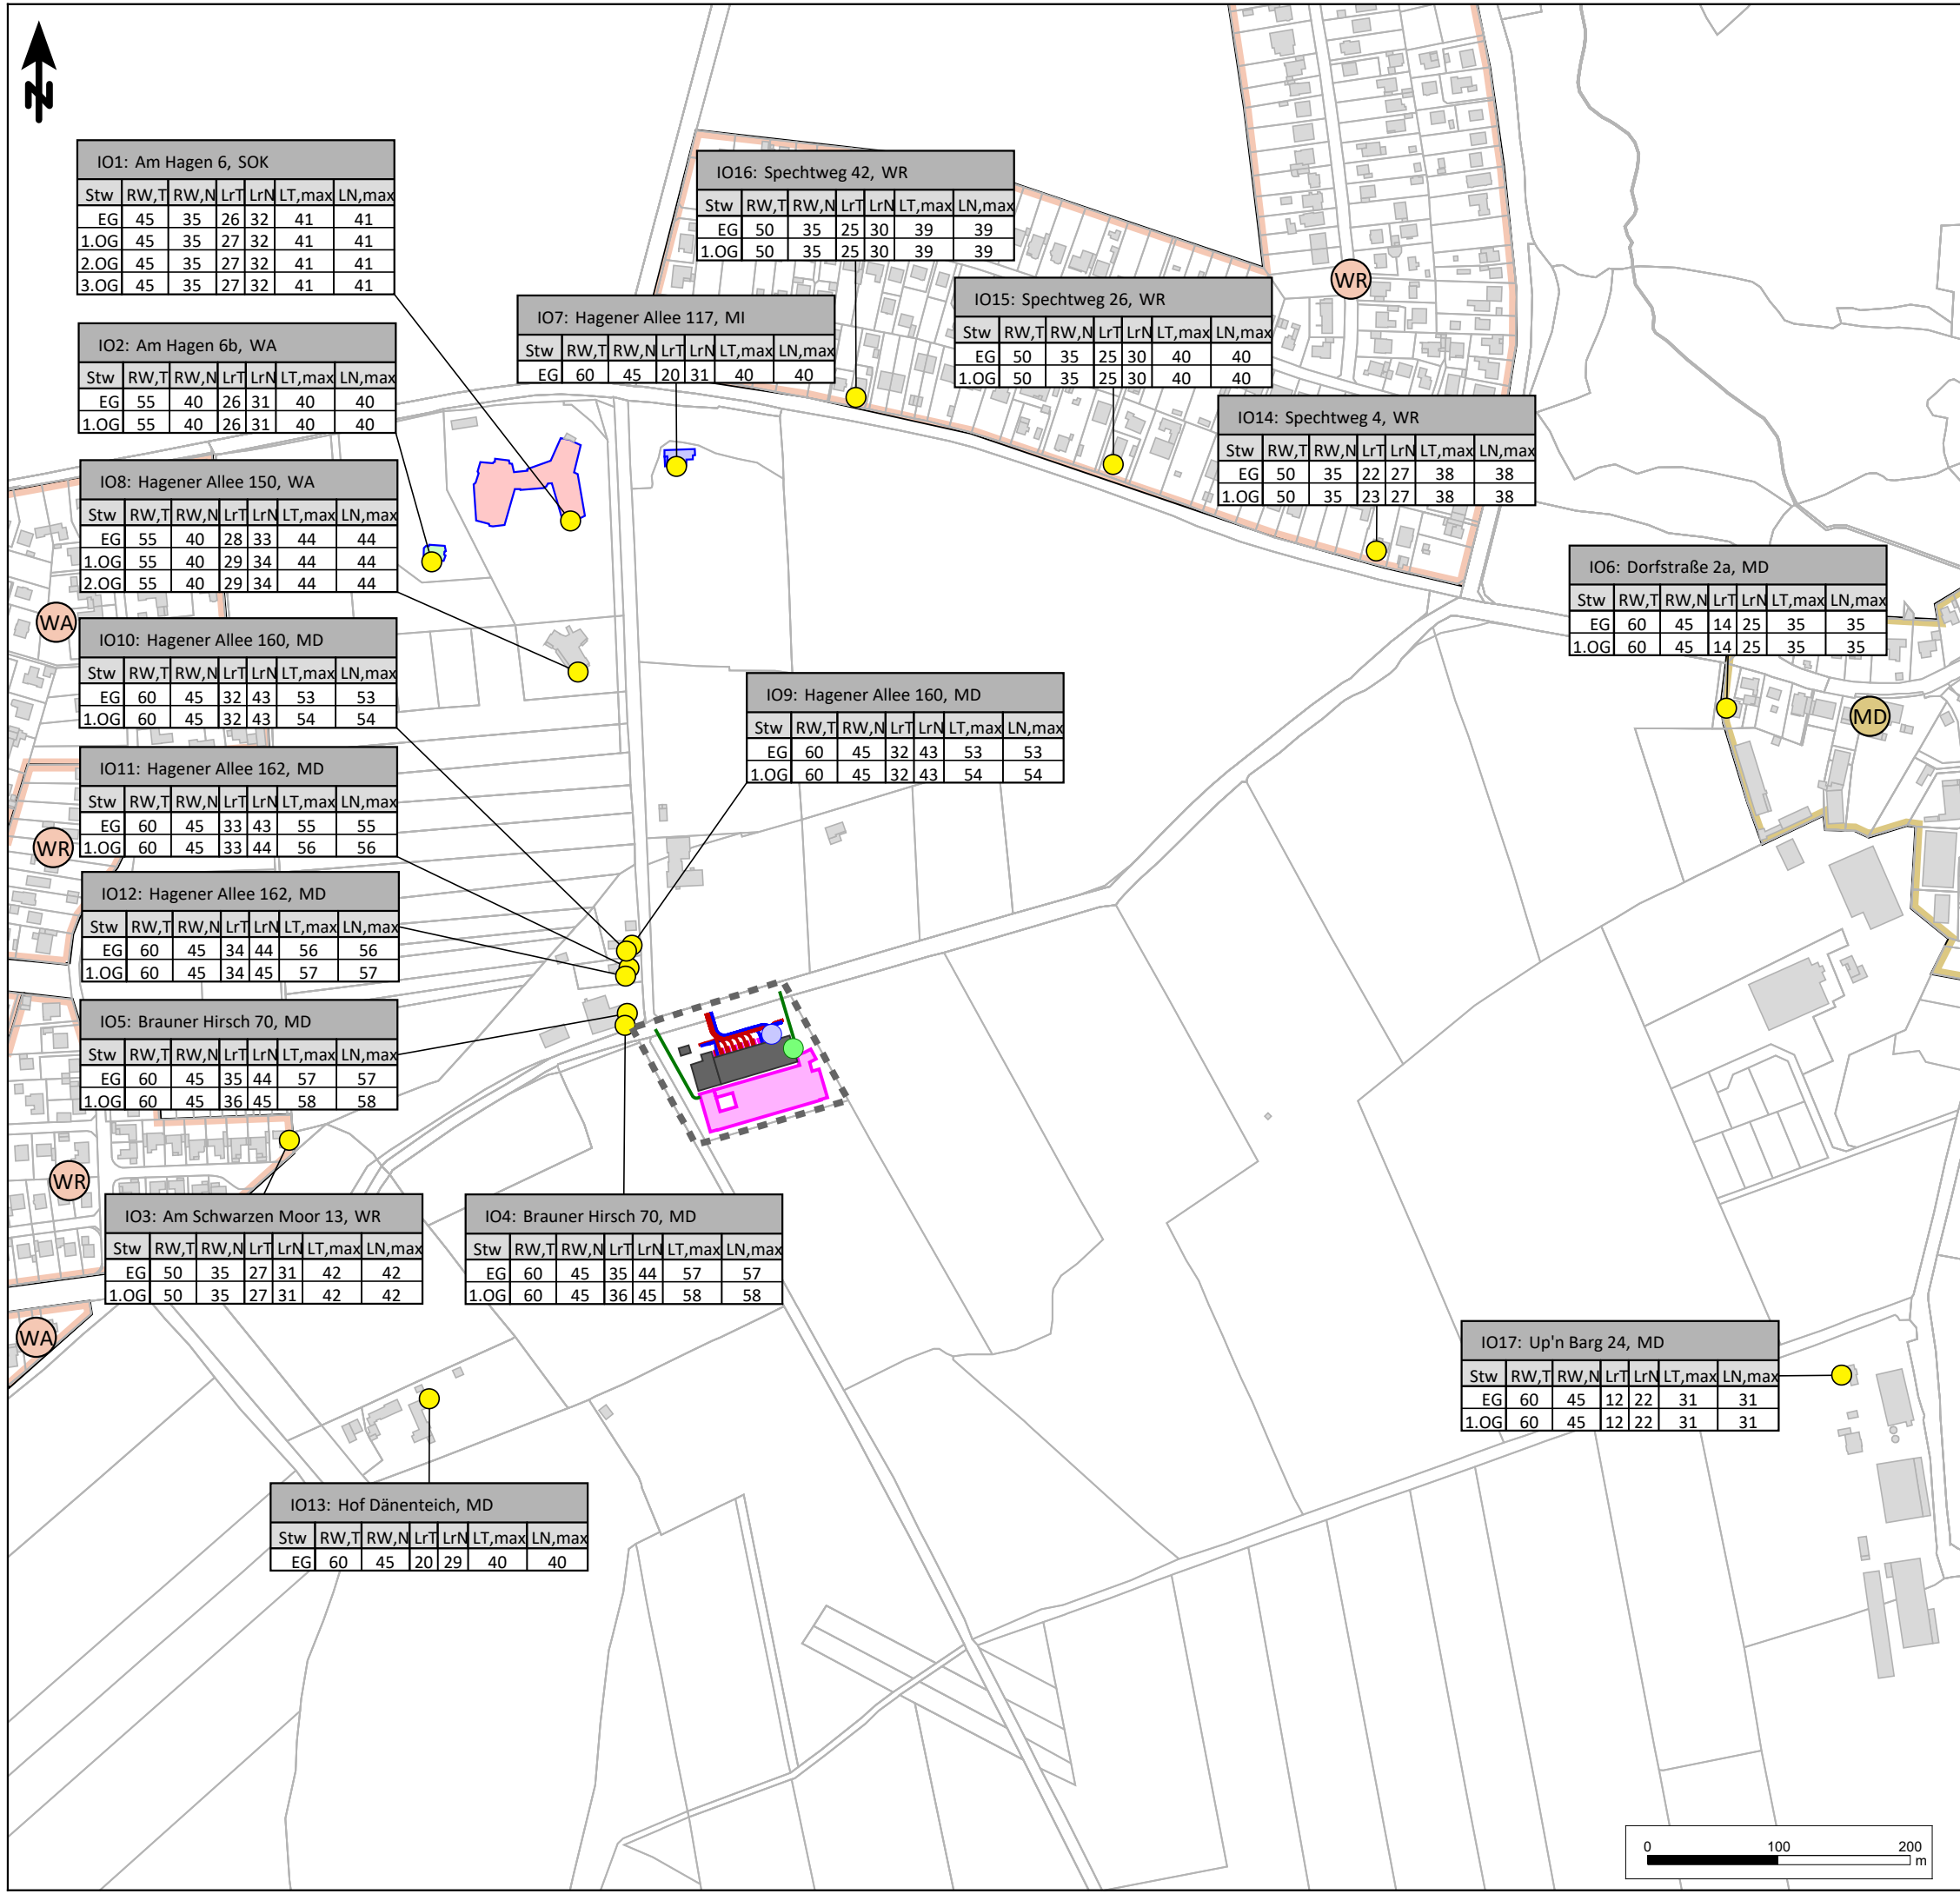 N
IO1: Am Hagen 6, SOK
Stw RW,T RW,N LrT LrN LT,max LN,max
EG 45 35 26 32 41 41
1.OG 45 35 27 32 41 41
2.OG 45 35 27 32 41 41
3.OG 45 35 27 32 41 41
IO16: Spechtweg 42, WR
Stw RW,T RW,N LrT LrN LT,max LN,max
EG 50 35 25 30 39 39
1.OG 50 35 25 30 39 39
WR
IO15: Spechtweg 26, WR
Stw RW,T RW,N LrT LrN LT,max LN,max
EG 50 35 25 30 40 40
1.OG 50 35 25 30 40 40
IO7: Hagener Allee 117, MI
Stw RW,T RW,N LrT LrN LT,max LN,max
EG 60 45 20 31 40 40
IO2: Am Hagen 6b, WA
Stw RW,T RW,N LrT LrN LT,max LN,max
EG 55 40 26 31 40 40
1.OG 55 40 26 31 40 40
IO14: Spechtweg 4, WR
Stw RW,T RW,N LrT LrN LT,max LN,max
EG 50 35 22 27 38 38
1.OG 50 35 23 27 38 38
IO8: Hagener Allee 150, WA
Stw RW,T RW,N LrT LrN LT,max LN,max
EG 55 40 28 33 44 44
1.OG 55 40 29 34 44 44
2.OG 55 40 29 34 44 44
IO6: Dorfstraße 2a, MD
Stw RW,T RW,N LrT LrN LT,max LN,max
EG 60 45 14 25 35 35
1.OG 60 45 14 25 35 35
WA
IO10: Hagener Allee 160, MD
Stw RW,T RW,N LrT LrN LT,max LN,max
EG 60 45 32 43 53 53
1.OG 60 45 32 43 54 54
IO9: Hagener Allee 160, MD
Stw RW,T RW,N LrT LrN LT,max LN,max
EG 60 45 32 43 53 53
1.OG 60 45 32 43 54 54
MD
IO11: Hagener Allee 162, MD
Stw RW,T RW,N LrT LrN LT,max LN,max
EG 60 45 33 43 55 55
1.OG 60 45 33 44 56 56
WR
IO12: Hagener Allee 162, MD
Stw RW,T RW,N LrT LrN LT,max LN,max
EG 60 45 34 44 56 56
1.OG 60 45 34 45 57 57
IO5: Brauner Hirsch 70, MD
Stw RW,T RW,N LrT LrN LT,max LN,max
EG 60 45 35 44 57 57
1.OG 60 45 36 45 58 58
WR
IO3: Am Schwarzen Moor 13, WR
Stw RW,T RW,N LrT LrN LT,max LN,max
EG 50 35 27 31 42 42
1.OG 50 35 27 31 42 42
IO4: Brauner Hirsch 70, MD
Stw RW,T RW,N LrT LrN LT,max LN,max
EG 60 45 35 44 57 57
1.OG 60 45 36 45 58 58
WA
IO17: Up'n Barg 24, MD
Stw RW,T RW,N LrT LrN LT,max LN,max
EG 60 45 12 22 31 31
1.OG 60 45 12 22 31 31
IO13: Hof Dänenteich, MD
Stw RW,T RW,N LrT LrN LT,max LN,max
EG 60 45 20 29 40 40
0 100 200
m